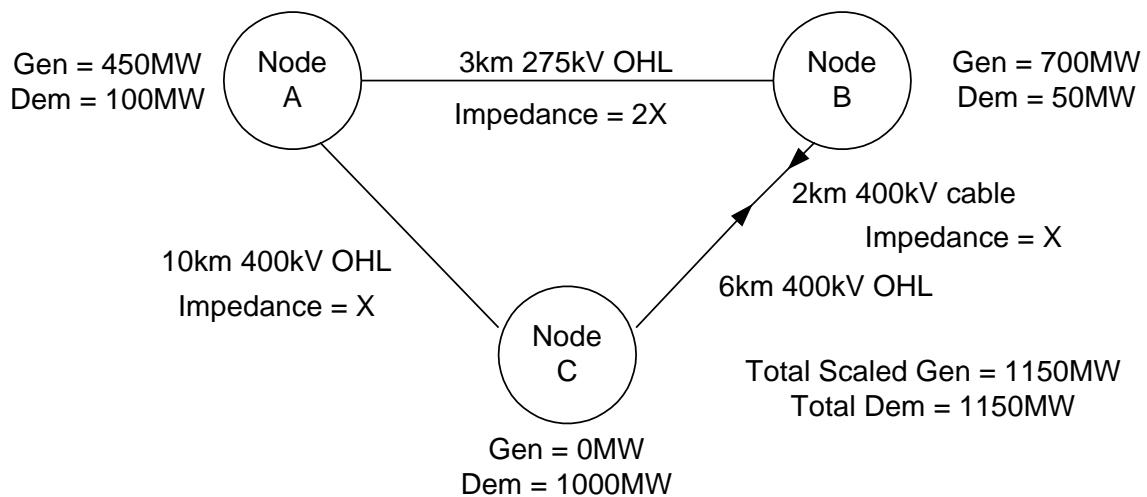 Gen = 450MW
Dem = 100MW
Node
A
3km 275kV OHL
Impedance = 2X
Node
B
Gen = 700MW
Dem = 50MW
2km 400kV cable
Impedance = X
10km 400kV OHL
Impedance = X
6km 400kV OHL
Node
C
Total Scaled Gen = 1150MW
Total Dem = 1150MW
Gen = 0MW
Dem = 1000MW